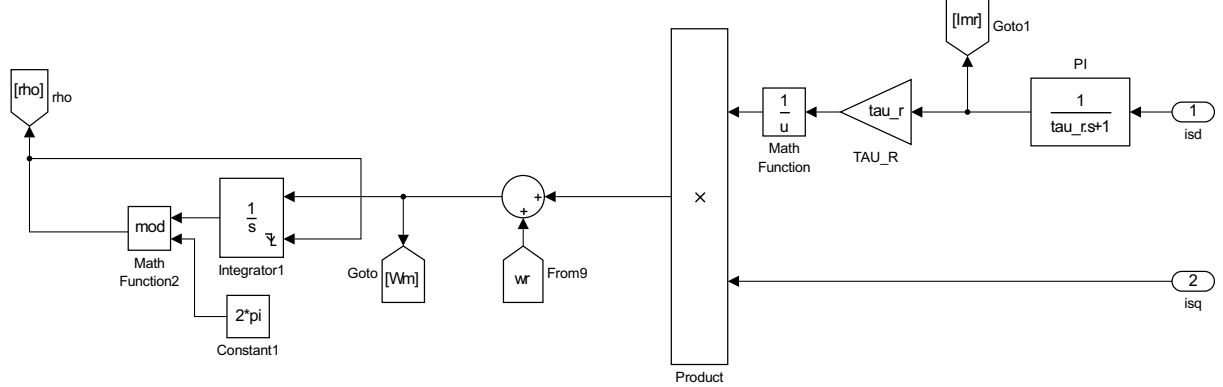 [Imr]
Goto1
PI
1
tau_r.s+1
1
isd
tau_r
TAU_R
1
u
Math
Function
[rho]
rho
×
Product
mod
Math
Function2
1
s
Integrator1
2*pi
Constant1
Goto
[Wm]
+
+
wr
From9
2
isq